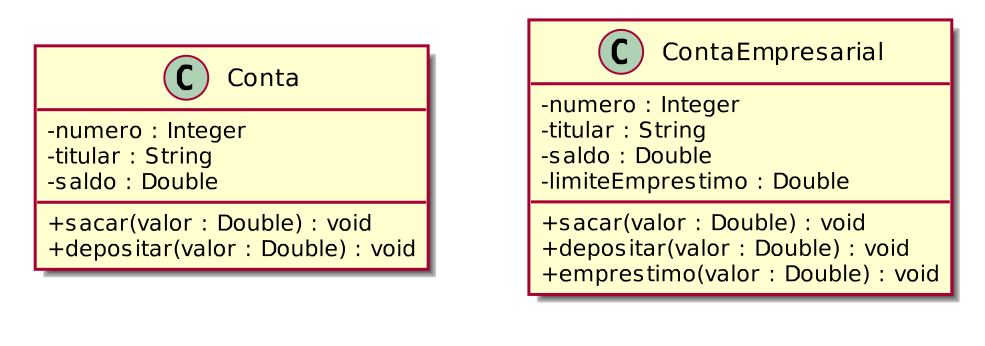 C Conta
-numero : Integer
-titular : String
-saldo : Double
+sacar(valor : Double) : void
+depositar(valor : Double) : void
C ContaEmpresarial
-numero : Integer
-titular : String
-saldo : Double
-limiteEmprestimo : Double
+sacar(valor : Double) : void
+depositar(valor : Double) : void
+emprestimo(valor : Double) : void